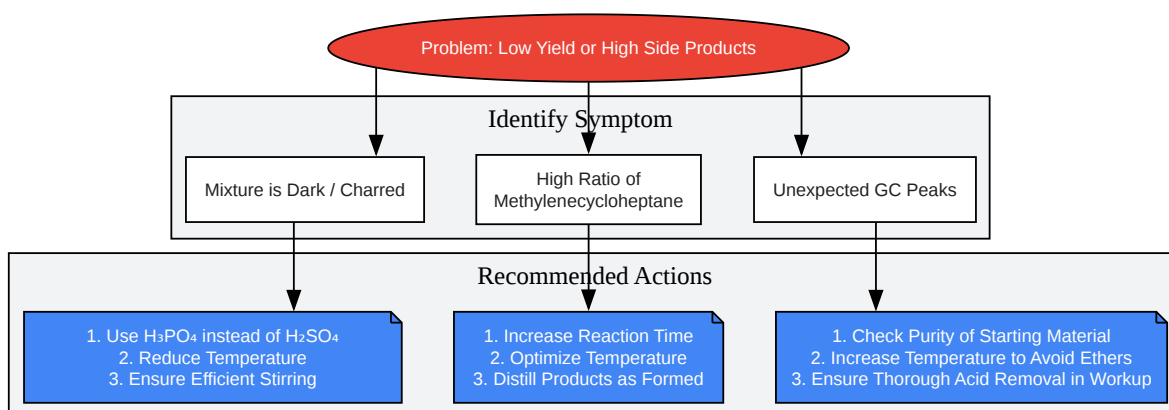 Problem: Low Yield or High Side Products
Identify Symptom
Mixture is Dark / Charred
High Ratio of
Methylenecycloheptane
Unexpected GC Peaks
Recommended Actions
1. Use H₃PO₄ instead of H₂SO₄
2. Reduce Temperature
3. Ensure Efficient Stirring
1. Increase Reaction Time
2. Optimize Temperature
3. Distill Products as Formed
1. Check Purity of Starting Material
2. Increase Temperature to Avoid Ethers
3. Ensure Thorough Acid Removal in Workup